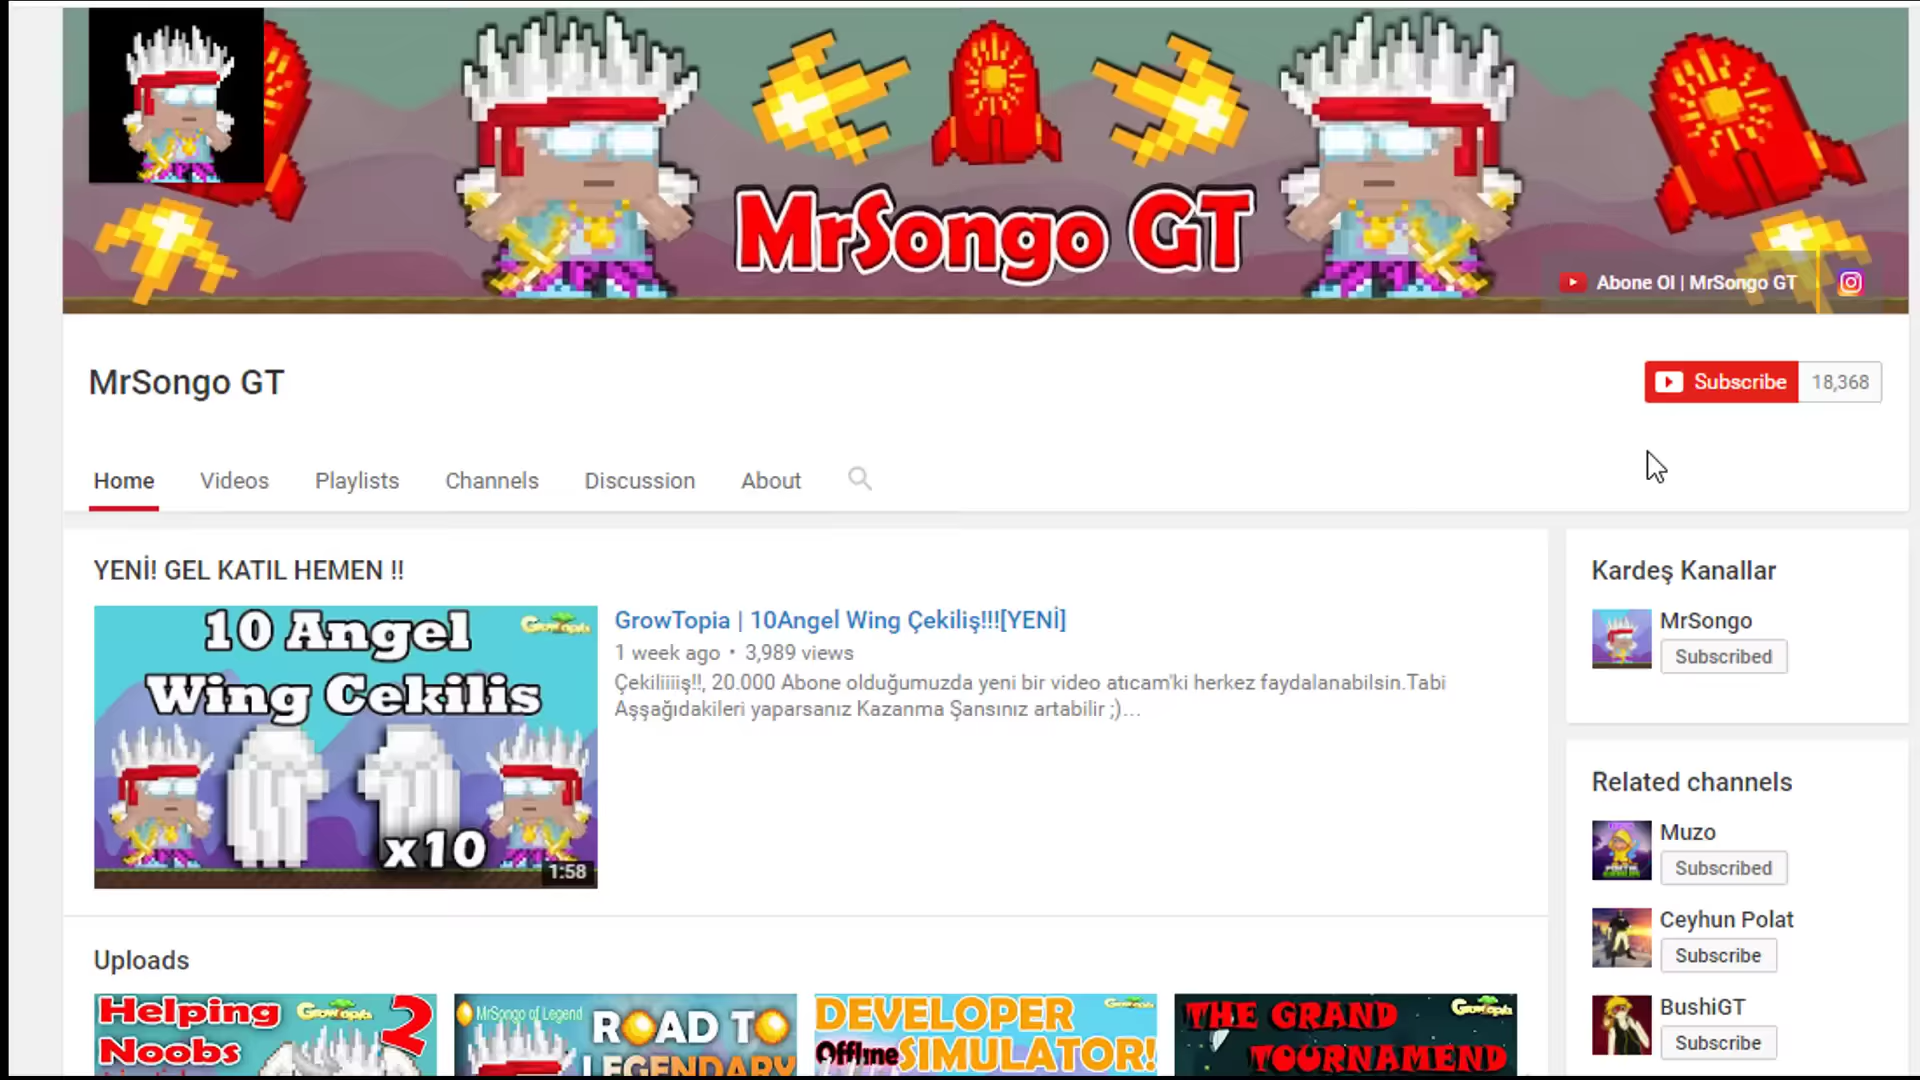 MrSongo GT
Abone Ol | MrSongo GT
MrSongo GT
Subscribe 18,368
Home Videos Playlists Channels Discussion About
YENİ! GEL KATIL HEMEN !!
10 Angel
Wing Cekilis
GrowTopia
x10
1:58
GrowTopia | 10Angel Wing Çekiliş!!![YENİ]
1 week ago • 3,989 views
Çekiliiiiş!!, 20.000 Abone olduğumuzda yeni bir video atıcam'ki herkez faydalanabilsin.Tabi
Aşşağıdakileri yaparsanız Kazanma Şansınız artabilir ;)...
Kardeş Kanallar
MrSongo
Subscribed
Related channels
Muzo
Subscribed
Ceyhun Polat
Subscribe
BushiGT
Subscribe
Uploads
Helping
Noobs
2
GrowTopia
MrSongo of Legend
ROAD TO
LEGENDARY
DEVELOPER
Offline SIMULATOR!
GrowTopia
THE GRAND
TOURNAMEND
GrowTopia